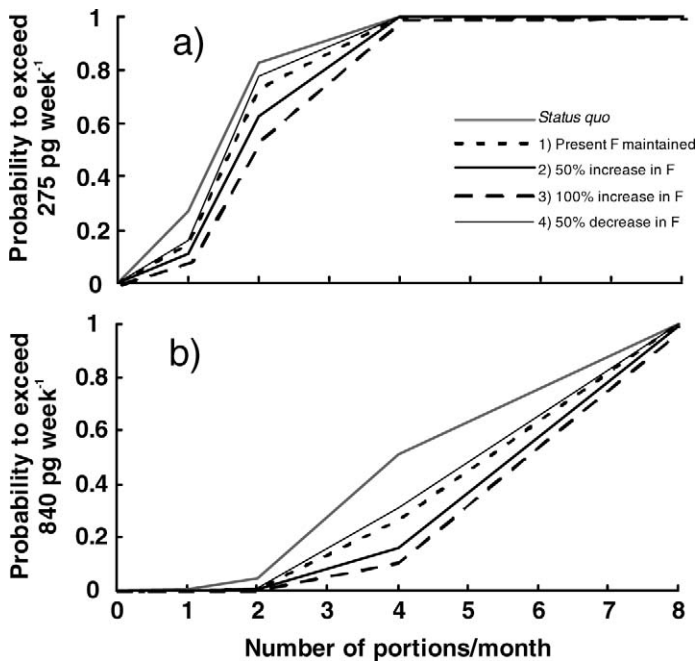 a)
Probability to exceed
275 pg week-1
1
0.8
0.6
0.4
0.2
0
Status quo
1) Present F maintained
2) 50% increase in F
3) 100% increase in F
4) 50% decrease in F
b)
Probability to exceed
840 pg week-1
1
0.8
0.6
0.4
0.2
0
0 1 2 3 4 5 6 7 8
Number of portions/month